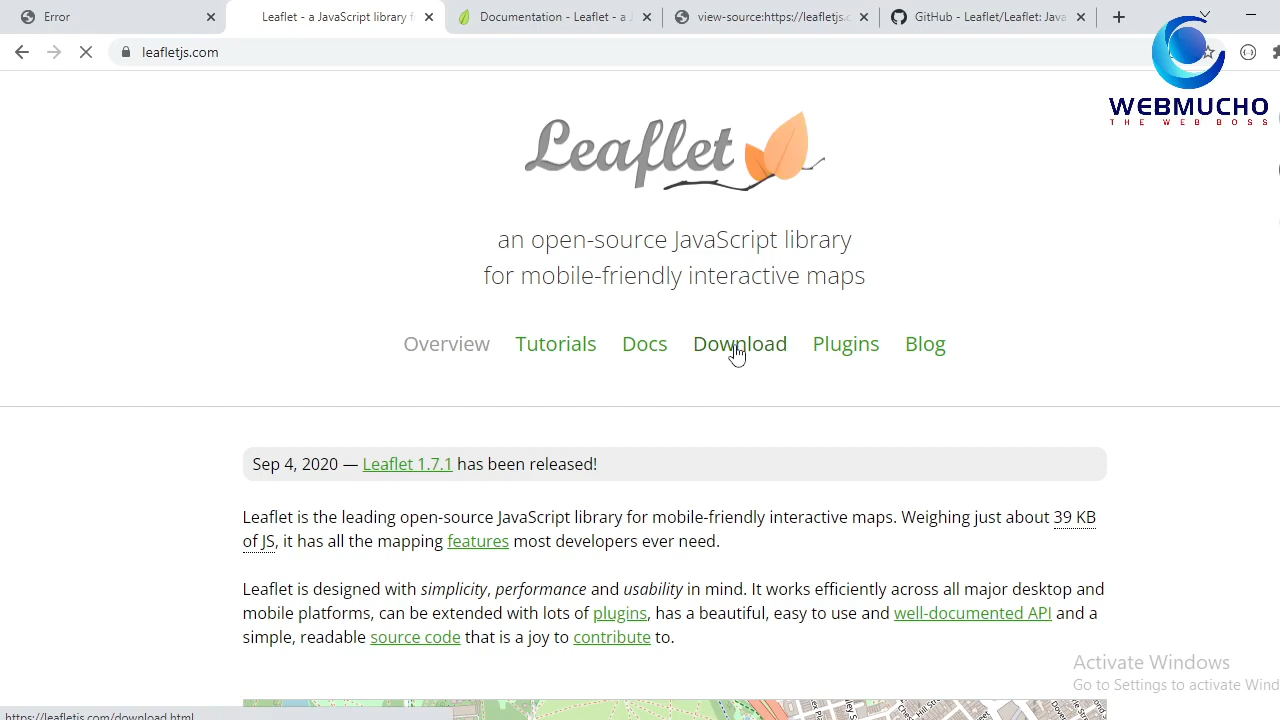 Error
Leaflet - a JavaScript library f
Documentation - Leaflet - a J
view-source:https://leafletjs.c
GitHub - Leaflet/Leaflet: Java
leafletjs.com
WEBMUCHO
THE WEB BOSS
Leaflet
an open-source JavaScript library
for mobile-friendly interactive maps
Overview Tutorials Docs Download Plugins Blog
Sep 4, 2020 — Leaflet 1.7.1 has been released!
Leaflet is the leading open-source JavaScript library for mobile-friendly interactive maps. Weighing just about 39 KB
of JS, it has all the mapping features most developers ever need.
Leaflet is designed with simplicity, performance and usability in mind. It works efficiently across all major desktop and
mobile platforms, can be extended with lots of plugins, has a beautiful, easy to use and well-documented API and a
simple, readable source code that is a joy to contribute to.
Activate Windows
Go to Settings to activate Wind
https://leafletjs.com/download.html